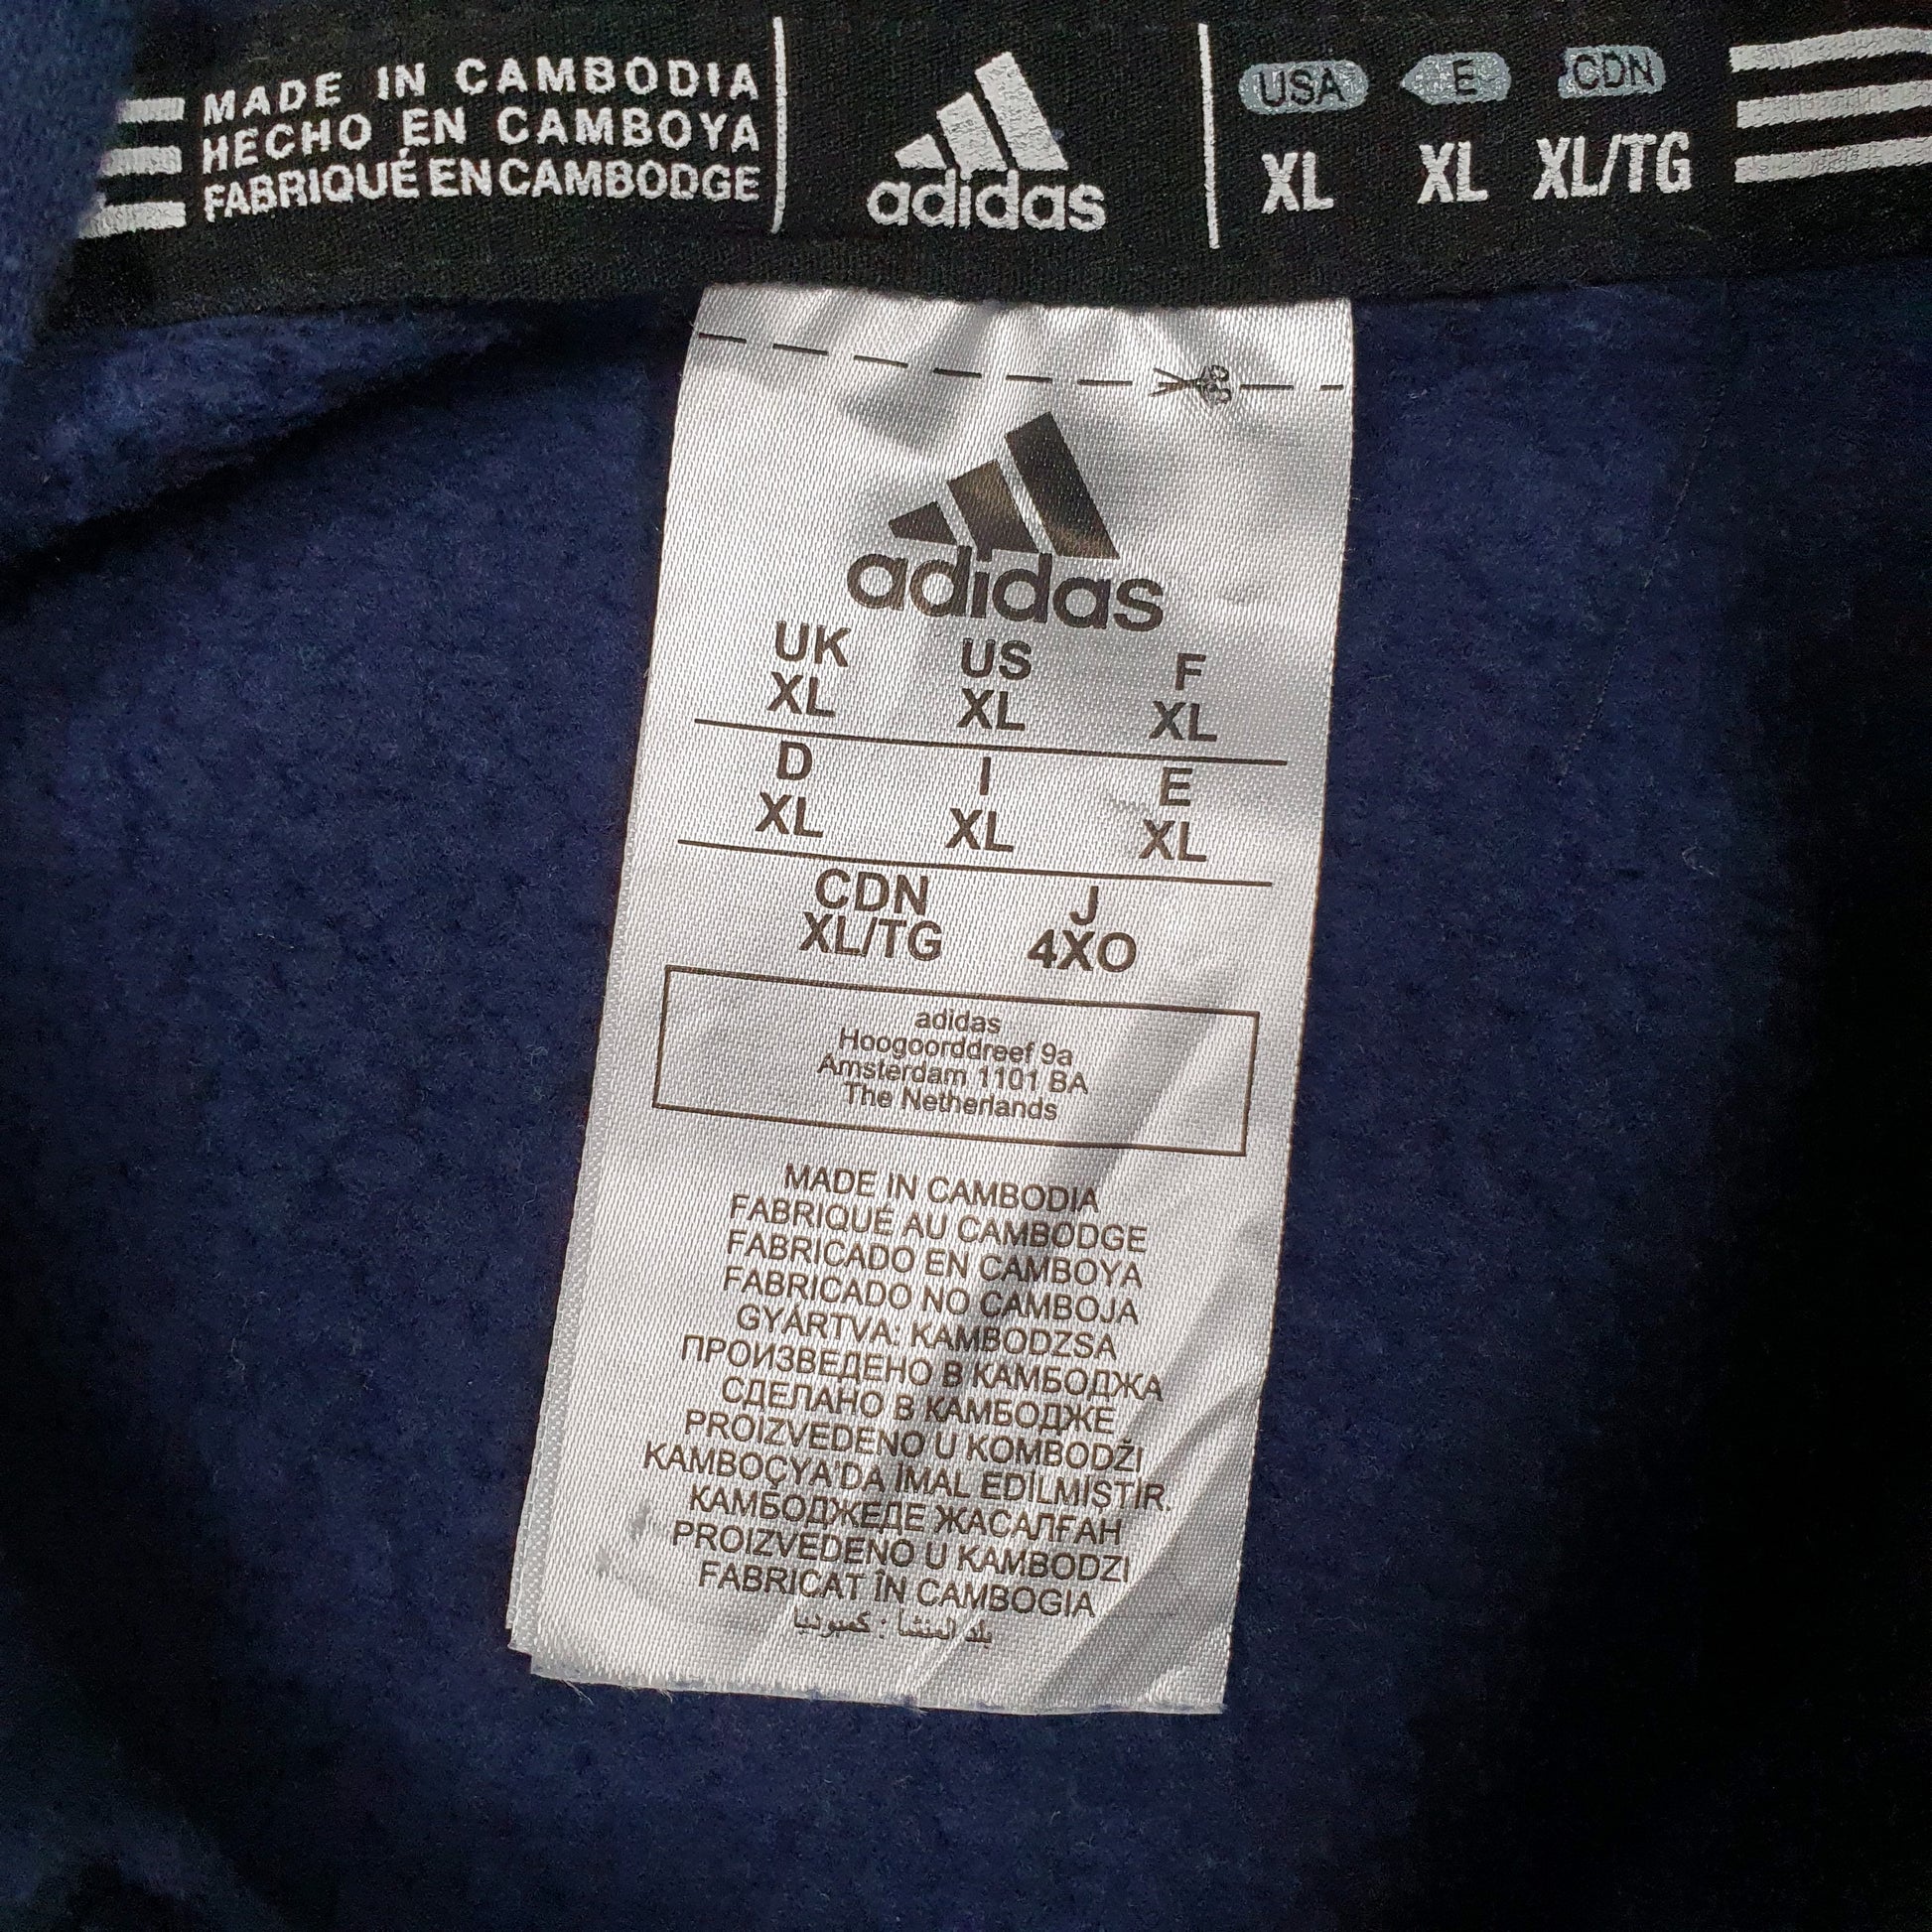 MADE IN CAMBODIA
HECHO EN CAMBOYA
FABRIQUÉ EN CAMBODGE
adidas
USA E CDN
XL XL XL/TG
adidas
UK US F
XL XL XL
D I E
XL XL XL
CDN J
XL/TG 4XO
adidas
Hoogoorddreef 9a
Amsterdam 1101 BA
The Netherlands
MADE IN CAMBODIA
FABRIQUÉ AU CAMBODGE
FABRICADO EN CAMBOYA
FABRICADO NO CAMBOJA
GYÁRTVA: KAMBODZSA
ПРОИЗВЕДЕНО В КАМБОДЖА
СДЕЛАНО В КАМБОДЖЕ
PROIZVEDENO U KOMBODŽI
KAMBOÇYA'DA İMAL EDİLMİŞTİR.
КАМБОДЖЕДЕ ЖАСАЛҒАН
PROIZVEDENO U KAMBODZI
FABRICAT ÎN CAMBOGIA
بلد المنشأ : كمبوديا